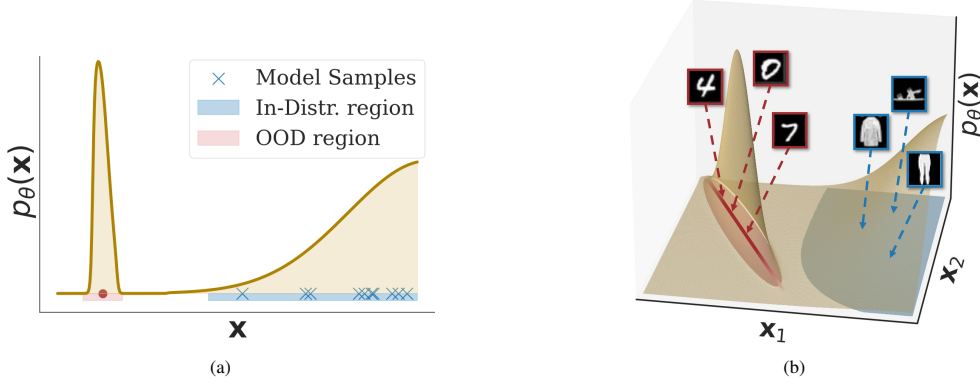 pθ(x)
Model Samples
In-Distr. region
OOD region
x
(a)
4
0
7
pθ(x)
x₂
x₁
(b)